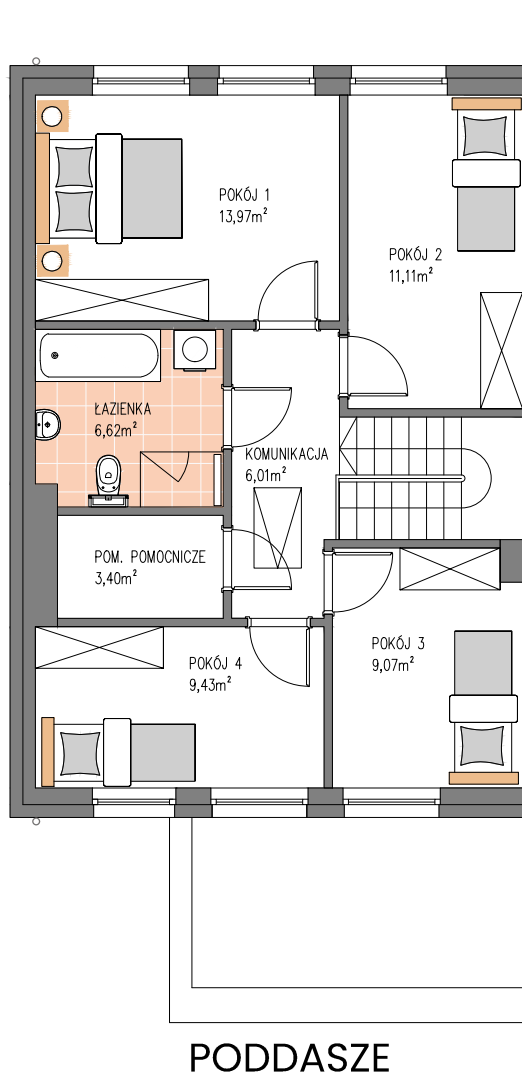 POKÓJ 1
13,97m²
POKÓJ 2
11,11m²
ŁAZIENKA
6,62m²
KOMUNIKACJA
6,01m²
POM. POMOCNICZE
3,40m²
POKÓJ 3
9,07m²
POKÓJ 4
9,43m²
PODDASZE